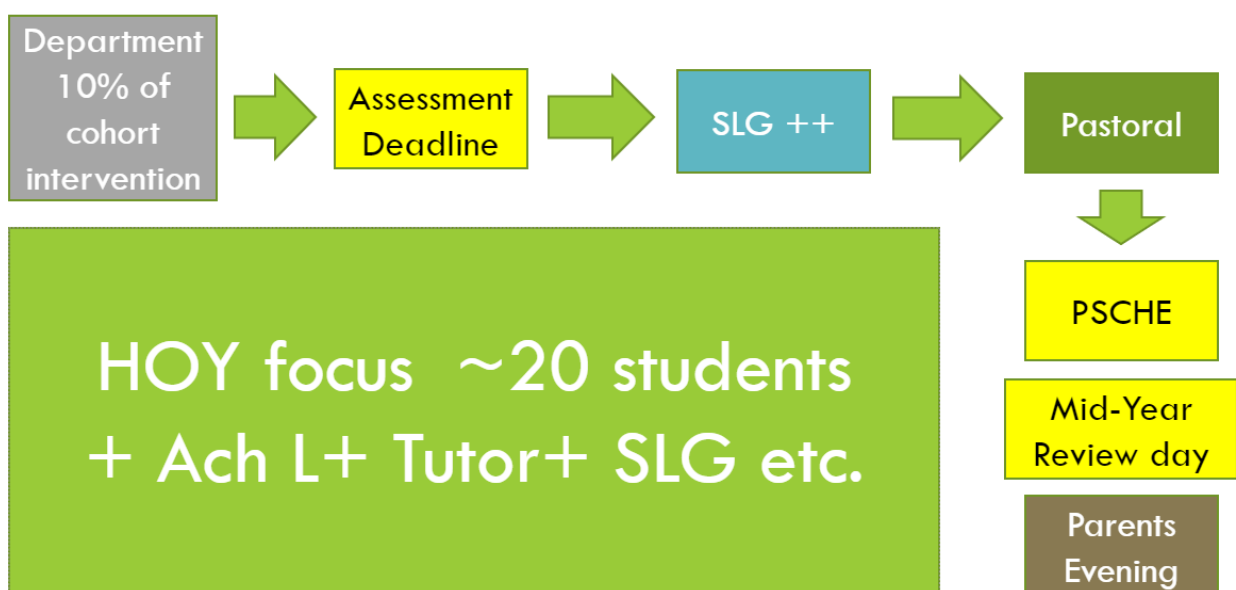 Department
10% of
cohort
intervention
Assessment
Deadline
SLG ++
Pastoral
PSCHE
Mid-Year
Review day
Parents
Evening
HOY focus ~20 students
+ Ach L+ Tutor+ SLG etc.